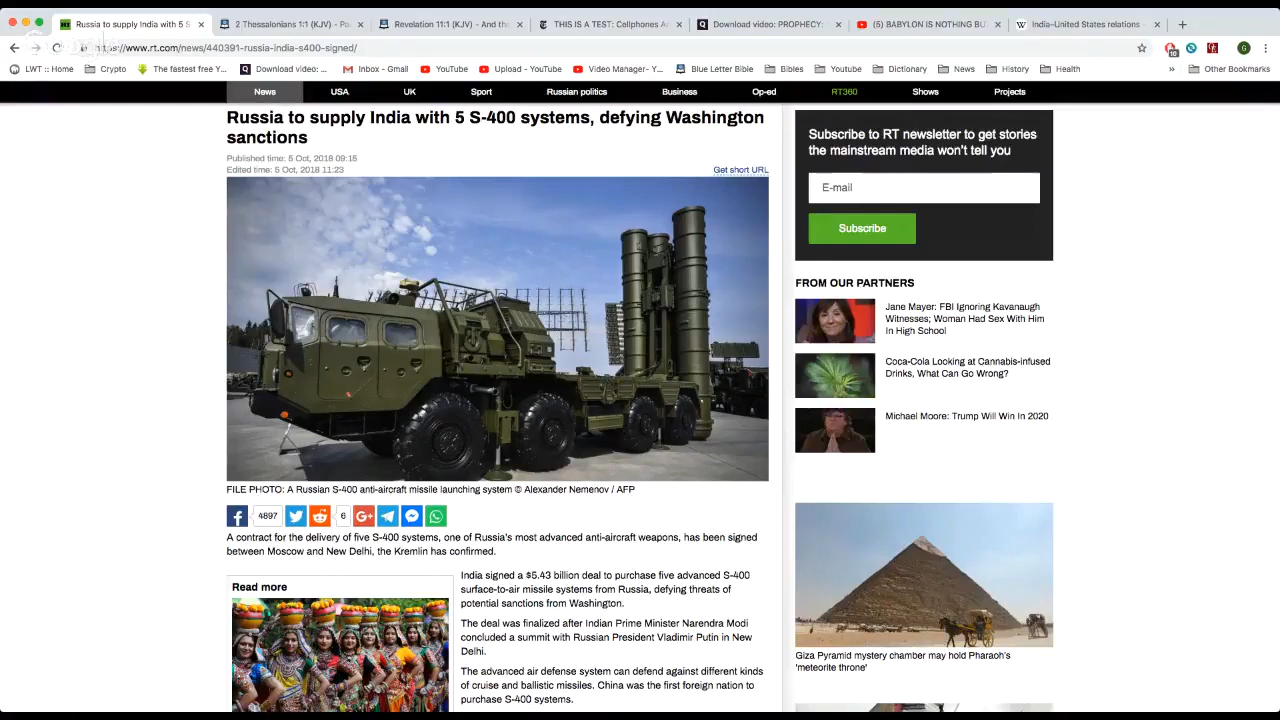 Russia to supply India with 5 S
2 Thessalonians 1:1 (KJV) - Pa
Revelation 11:1 (KJV) - And the
THIS IS A TEST: Cellphones A
Download video: PROPHECY:
(5) BABYLON IS NOTHING BU
India–United States relations -
https://www.rt.com/news/440391-russia-india-s400-signed/
LWT :: Home
Crypto
The fastest free Y...
Download video: ...
Inbox - Gmail
YouTube
Upload - YouTube
Video Manager- Y...
Blue Letter Bible
Bibles
Youtube
Dictionary
News
History
Health
»
Other Bookmarks
News
USA
UK
Sport
Russian politics
Business
Op-ed
RT360
Shows
Projects
Russia to supply India with 5 S-400 systems, defying Washington
sanctions
Published time: 5 Oct, 2018 09:15
Edited time: 5 Oct, 2018 11:23
Get short URL
FILE PHOTO: A Russian S-400 anti-aircraft missile launching system © Alexander Nemenov / AFP
4897
6
A contract for the delivery of five S-400 systems, one of Russia's most advanced anti-aircraft weapons, has been signed
between Moscow and New Delhi, the Kremlin has confirmed.
Read more
India signed a $5.43 billion deal to purchase five advanced S-400
surface-to-air missile systems from Russia, defying threats of
potential sanctions from Washington.
The deal was finalized after Indian Prime Minister Narendra Modi
concluded a summit with Russian President Vladimir Putin in New
Delhi.
The advanced air defense system can defend against different kinds
of cruise and ballistic missiles. China was the first foreign nation to
purchase S-400 systems.
Subscribe to RT newsletter to get stories
the mainstream media won't tell you
E-mail
Subscribe
FROM OUR PARTNERS
Jane Mayer: FBI Ignoring Kavanaugh
Witnesses; Woman Had Sex With Him
In High School
Coca-Cola Looking at Cannabis-infused
Drinks, What Can Go Wrong?
Michael Moore: Trump Will Win In 2020
Giza Pyramid mystery chamber may hold Pharaoh's
'meteorite throne'